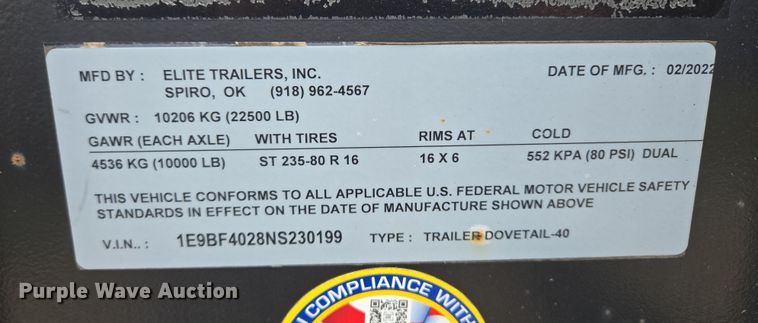 MFD BY : ELITE TRAILERS, INC. DATE OF MFG. : 02/2022
SPIRO, OK (918) 962-4567
GVWR : 10206 KG (22500 LB)
GAWR (EACH AXLE) WITH TIRES RIMS AT COLD
4536 KG (10000 LB) ST 235-80 R 16 16 X 6 552 KPA (80 PSI) DUAL
THIS VEHICLE CONFORMS TO ALL APPLICABLE U.S. FEDERAL MOTOR VEHICLE SAFETY
STANDARDS IN EFFECT ON THE DATE OF MANUFACTURE SHOWN ABOVE
V.I.N.. : 1E9BF4028NS230199 TYPE : TRAILER DOVETAIL-40
COMPLIANCE WITH
Purple Wave Auction